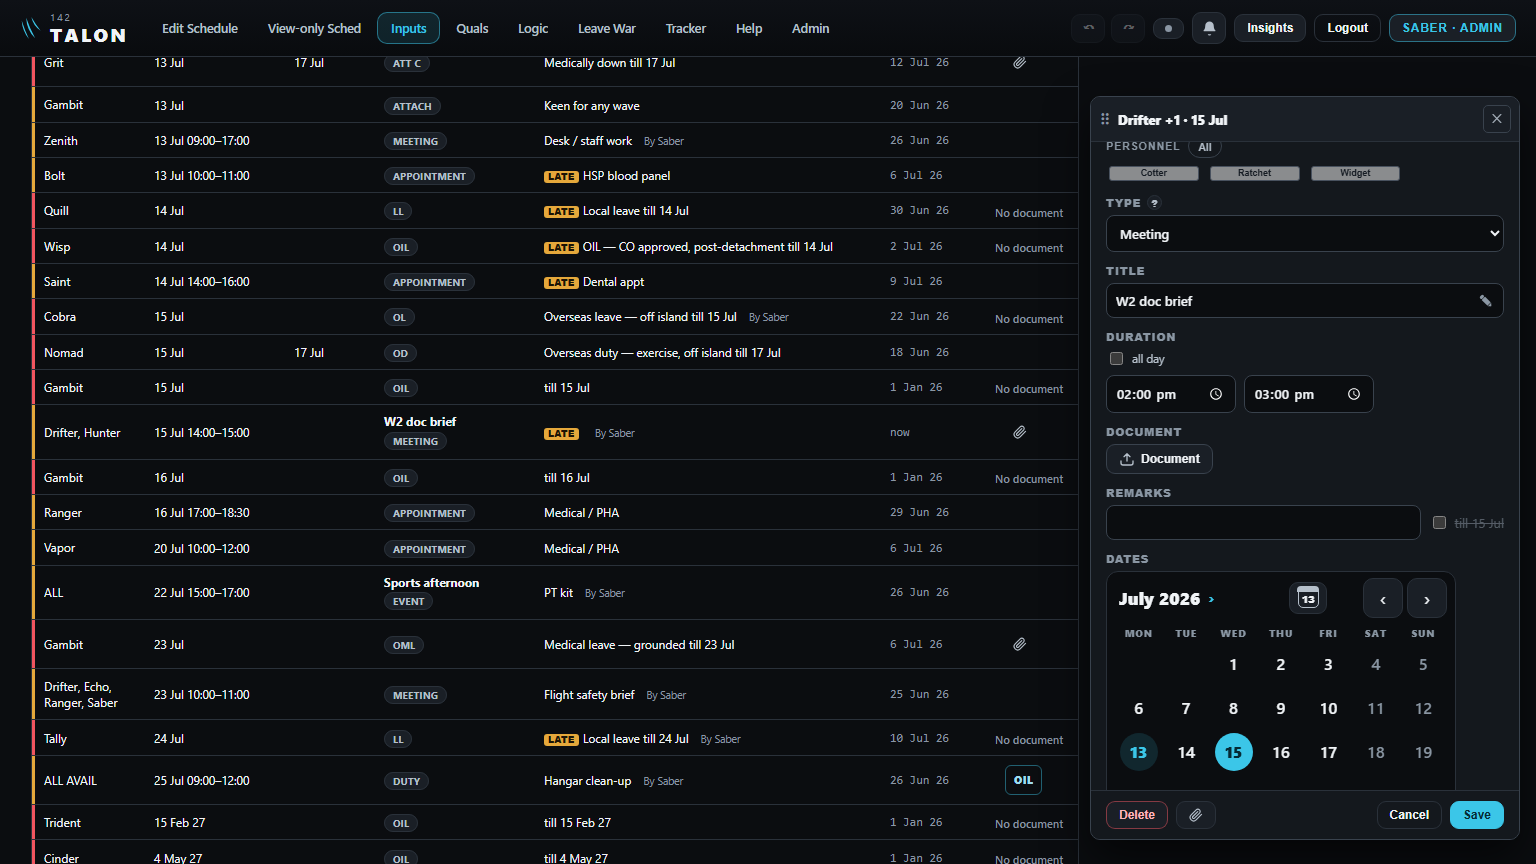 142
TALON
Edit Schedule
View-only Sched
Inputs
Quals
Logic
Leave War
Tracker
Help
Admin
Insights
Logout
SABER · ADMIN
Grit 13 Jul 17 Jul ATT C Medically down till 17 Jul 12 Jul 26
Gambit 13 Jul ATTACH Keen for any wave 20 Jun 26
Zenith 13 Jul 09:00–17:00 MEETING Desk / staff work By Saber 26 Jun 26
Bolt 13 Jul 10:00–11:00 APPOINTMENT LATE HSP blood panel 6 Jul 26
Quill 14 Jul LL LATE Local leave till 14 Jul 30 Jun 26 No document
Wisp 14 Jul OIL LATE OIL — CO approved, post-detachment till 14 Jul 2 Jul 26 No document
Saint 14 Jul 14:00–16:00 APPOINTMENT LATE Dental appt 9 Jul 26
Cobra 15 Jul OL Overseas leave — off island till 15 Jul By Saber 22 Jun 26 No document
Nomad 15 Jul 17 Jul OD Overseas duty — exercise, off island till 17 Jul 18 Jun 26
Gambit 15 Jul OIL till 15 Jul 1 Jan 26 No document
W2 doc brief
Drifter, Hunter 15 Jul 14:00–15:00 MEETING LATE By Saber now
Gambit 16 Jul OIL till 16 Jul 1 Jan 26 No document
Ranger 16 Jul 17:00–18:30 APPOINTMENT Medical / PHA 29 Jun 26
Vapor 20 Jul 10:00–12:00 APPOINTMENT Medical / PHA 6 Jul 26
Sports afternoon
ALL 22 Jul 15:00–17:00 EVENT PT kit By Saber 26 Jun 26
Gambit 23 Jul OML Medical leave — grounded till 23 Jul 6 Jul 26
Drifter, Echo,
Ranger, Saber 23 Jul 10:00–11:00 MEETING Flight safety brief By Saber 25 Jun 26
Tally 24 Jul LL LATE Local leave till 24 Jul By Saber 10 Jul 26 No document
ALL AVAIL 25 Jul 09:00–12:00 DUTY Hangar clean-up By Saber 26 Jun 26 OIL
Trident 15 Feb 27 OIL till 15 Feb 27 1 Jan 26 No document
Cinder 4 May 27 OIL till 4 May 27 1 Jan 26 No document
Drifter +1 · 15 Jul
PERSONNEL All
Cotter Ratchet Widget
TYPE ?
Meeting
TITLE
W2 doc brief
DURATION
all day
02:00 pm 03:00 pm
DOCUMENT
Document
REMARKS
till 15 Jul
DATES
July 2026 › 13 ‹ ›
MON TUE WED THU FRI SAT SUN
1 2 3 4 5
6 7 8 9 10 11 12
13 14 15 16 17 18 19
Delete Cancel Save